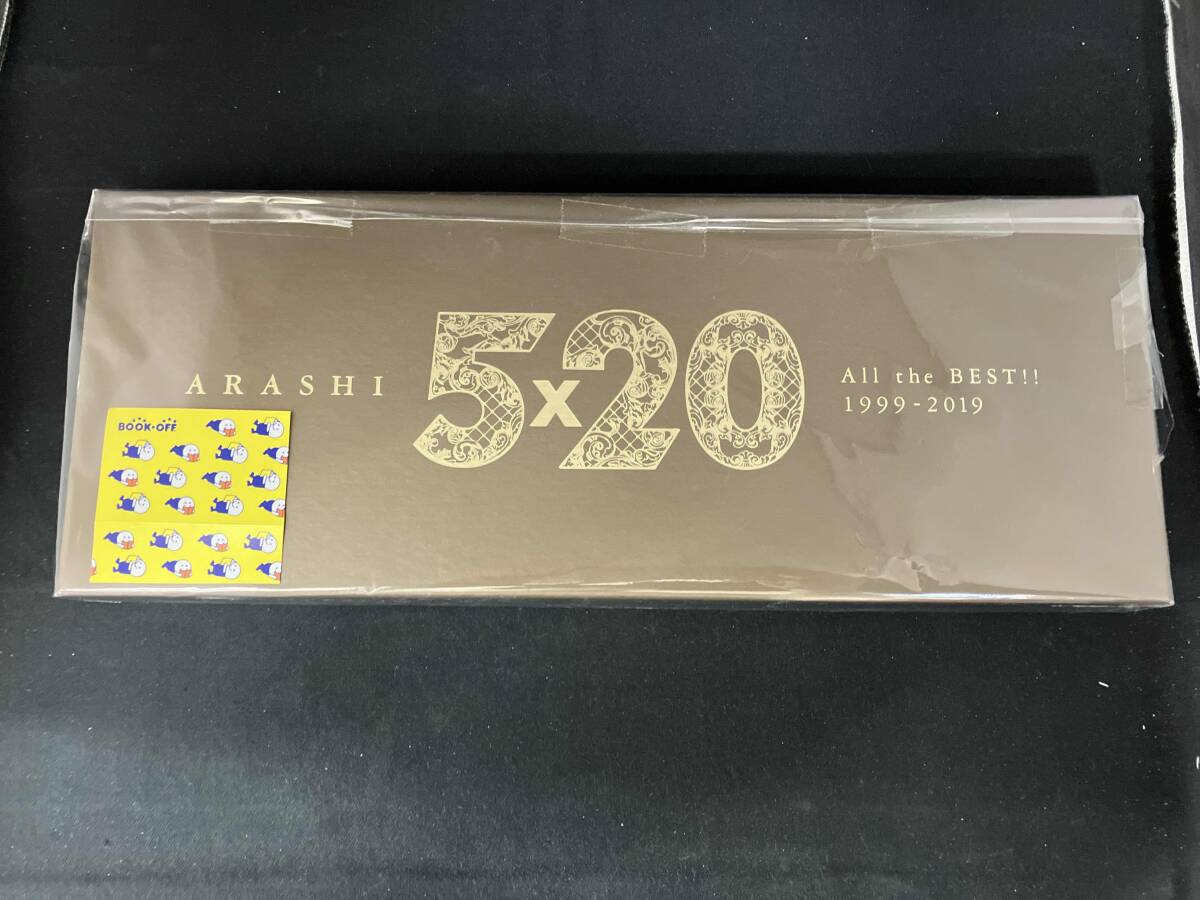 ARASHI
5x20
All the BEST!!
1999-2019
BOOK·OFF